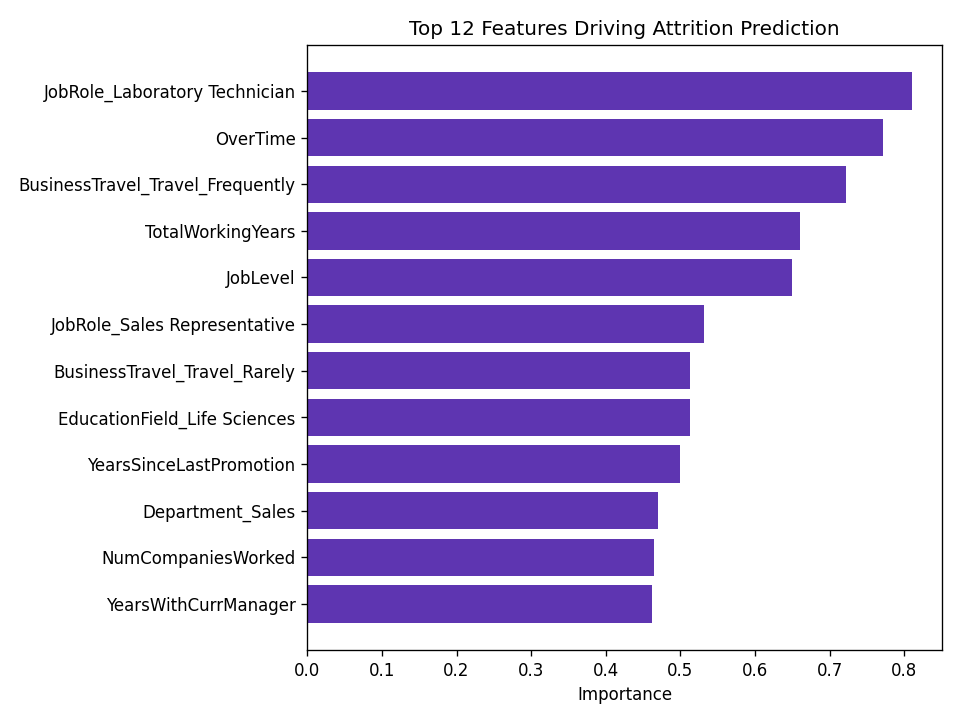 Top 12 Features Driving Attrition Prediction
JobRole_Laboratory Technician
OverTime
BusinessTravel_Travel_Frequently
TotalWorkingYears
JobLevel
JobRole_Sales Representative
BusinessTravel_Travel_Rarely
EducationField_Life Sciences
YearsSinceLastPromotion
Department_Sales
NumCompaniesWorked
YearsWithCurrManager
0.0 0.1 0.2 0.3 0.4 0.5 0.6 0.7 0.8
Importance